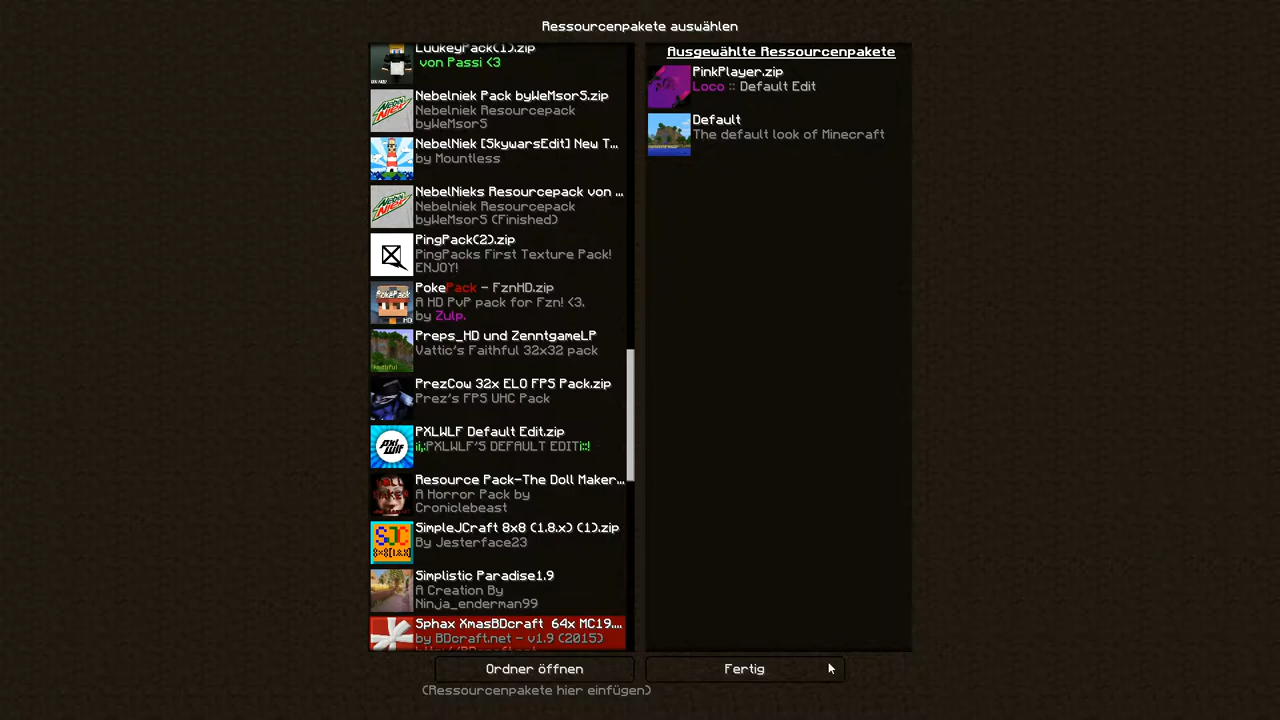 Ressourcenpakete auswählen
LuukeyPack(1).zip
von Passi <3
Nebelniek Pack byWeMsorS.zip
Nebelniek Resourcepack
byWeMsorS
NebelNiek [SkywarsEdit] New T...
by Mountless
NebelNieks Resourcepack von ...
Nebelniek Resourcepack
byWeMsorS (Finished)
PingPack(2).zip
PingPacks First Texture Pack!
ENJOY!
PokePack - FznHD.zip
A HD PvP pack for Fzn! <3.
by Zulp.
Preps_HD und ZenntgameLP
Vattic's Faithful 32x32 pack
PrezCow 32x ELO FPS Pack.zip
Prez's FPS UHC Pack
PXLWLF Default Edit.zip
PXLWLF'S DEFAULT EDIT
Resource Pack-The Doll Maker...
A Horror Pack by
Croniclebeast
SimpleJCraft 8x8 (1.8.x) (1).zip
By Jesterface23
Simplistic Paradise1.9
A Creation By
Ninja_enderman99
Sphax XmasBDcraft 64x MC19....
by BDcraft.net - v1.9 (2015)
Ausgewählte Ressourcenpakete
PinkPlayer.zip
Loco :: Default Edit
Default
The default look of Minecraft
Ordner öffnen
Fertig
(Ressourcenpakete hier einfügen)